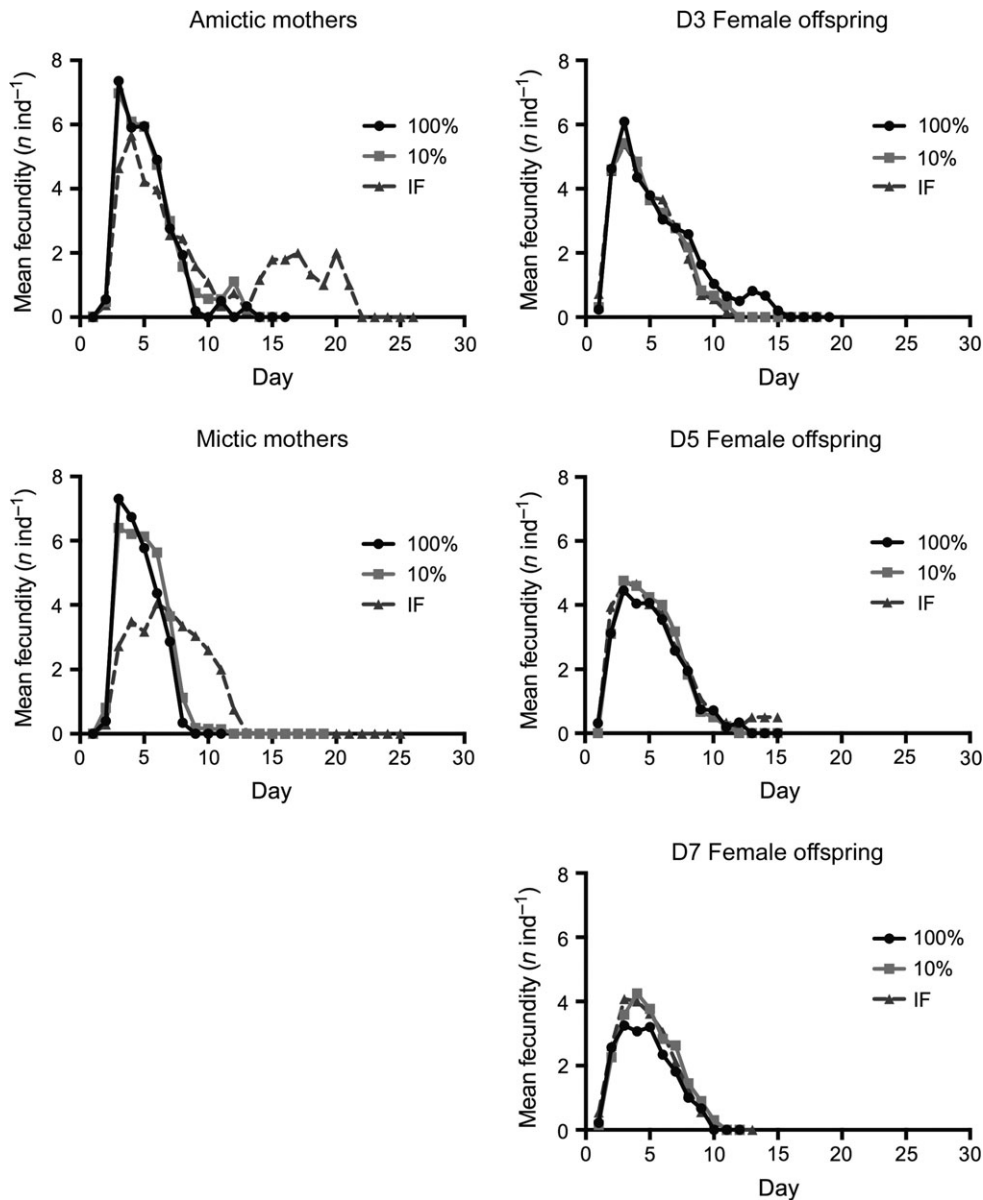 Amictic mothers
Mean fecundity (n ind⁻¹)
8
6
4
2
0
0 5 10 15 20 25 30
Day
100%
10%
IF
D3 Female offspring
Mean fecundity (n ind⁻¹)
8
6
4
2
0
0 5 10 15 20 25 30
Day
100%
10%
IF
Mictic mothers
Mean fecundity (n ind⁻¹)
8
6
4
2
0
0 5 10 15 20 25 30
Day
100%
10%
IF
D5 Female offspring
Mean fecundity (n ind⁻¹)
8
6
4
2
0
0 5 10 15 20 25 30
Day
100%
10%
IF
D7 Female offspring
Mean fecundity (n ind⁻¹)
8
6
4
2
0
0 5 10 15 20 25 30
Day
100%
10%
IF